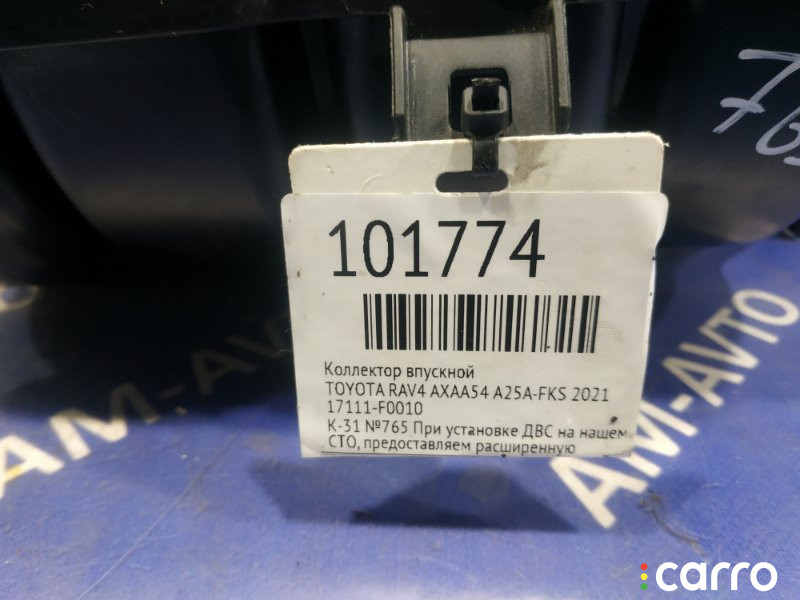 101774
Коллектор впускной
TOYOTA RAV4 AXAA54 A25A-FKS 2021
17111-F0010
К-31 №765 При установке ДВС на нашем
СТО, предоставляем расширенную
AM-AVTO
AM-AVTO
carro